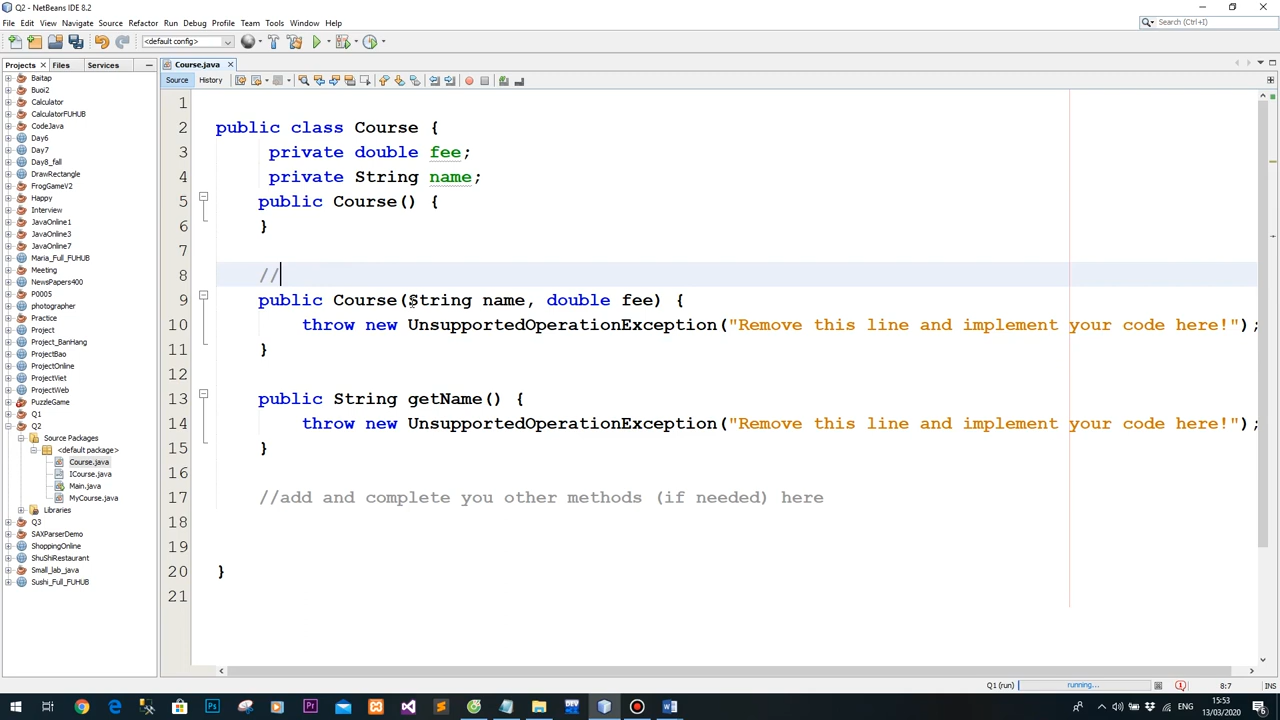 Q2 - NetBeans IDE 8.2
File Edit View Navigate Source Refactor Run Debug Profile Team Tools Window Help
Search (Ctrl+I)
<default config>
Projects Files Services
Course.java
Source History
Baitap
Buoi2
Calculator
CalculatorFUHUB
CodeJava
Day6
Day7
Day8_fall
DrawRectangle
FrogGameV2
Happy
Interview
JavaOnline1
JavaOnline3
JavaOnline7
Maria_Full_FUHUB
Meeting
NewsPapers400
P0005
photographer
Practice
Project
Project_BanHang
ProjectBao
ProjectOnline
ProjectViet
ProjectWeb
PuzzleGame
Q1
Q2
Source Packages
<default package>
Course.java
ICourse.java
Main.java
MyCourse.java
Libraries
Q3
SAXParserDemo
ShoppingOnline
ShuShiRestaurant
Small_lab_java
Sushi_Full_FUHUB
1
2 public class Course {
3 private double fee;
4 private String name;
5 public Course() {
6 }
7
8 //
9 public Course(String name, double fee) {
10 throw new UnsupportedOperationException("Remove this line and implement your code here!");
11 }
12
13 public String getName() {
14 throw new UnsupportedOperationException("Remove this line and implement your code here!");
15 }
16
17 //add and complete you other methods (if needed) here
18
19
20 }
21
Q1 (run) running... 8:7 INS
ENG 15:53
13/03/2020